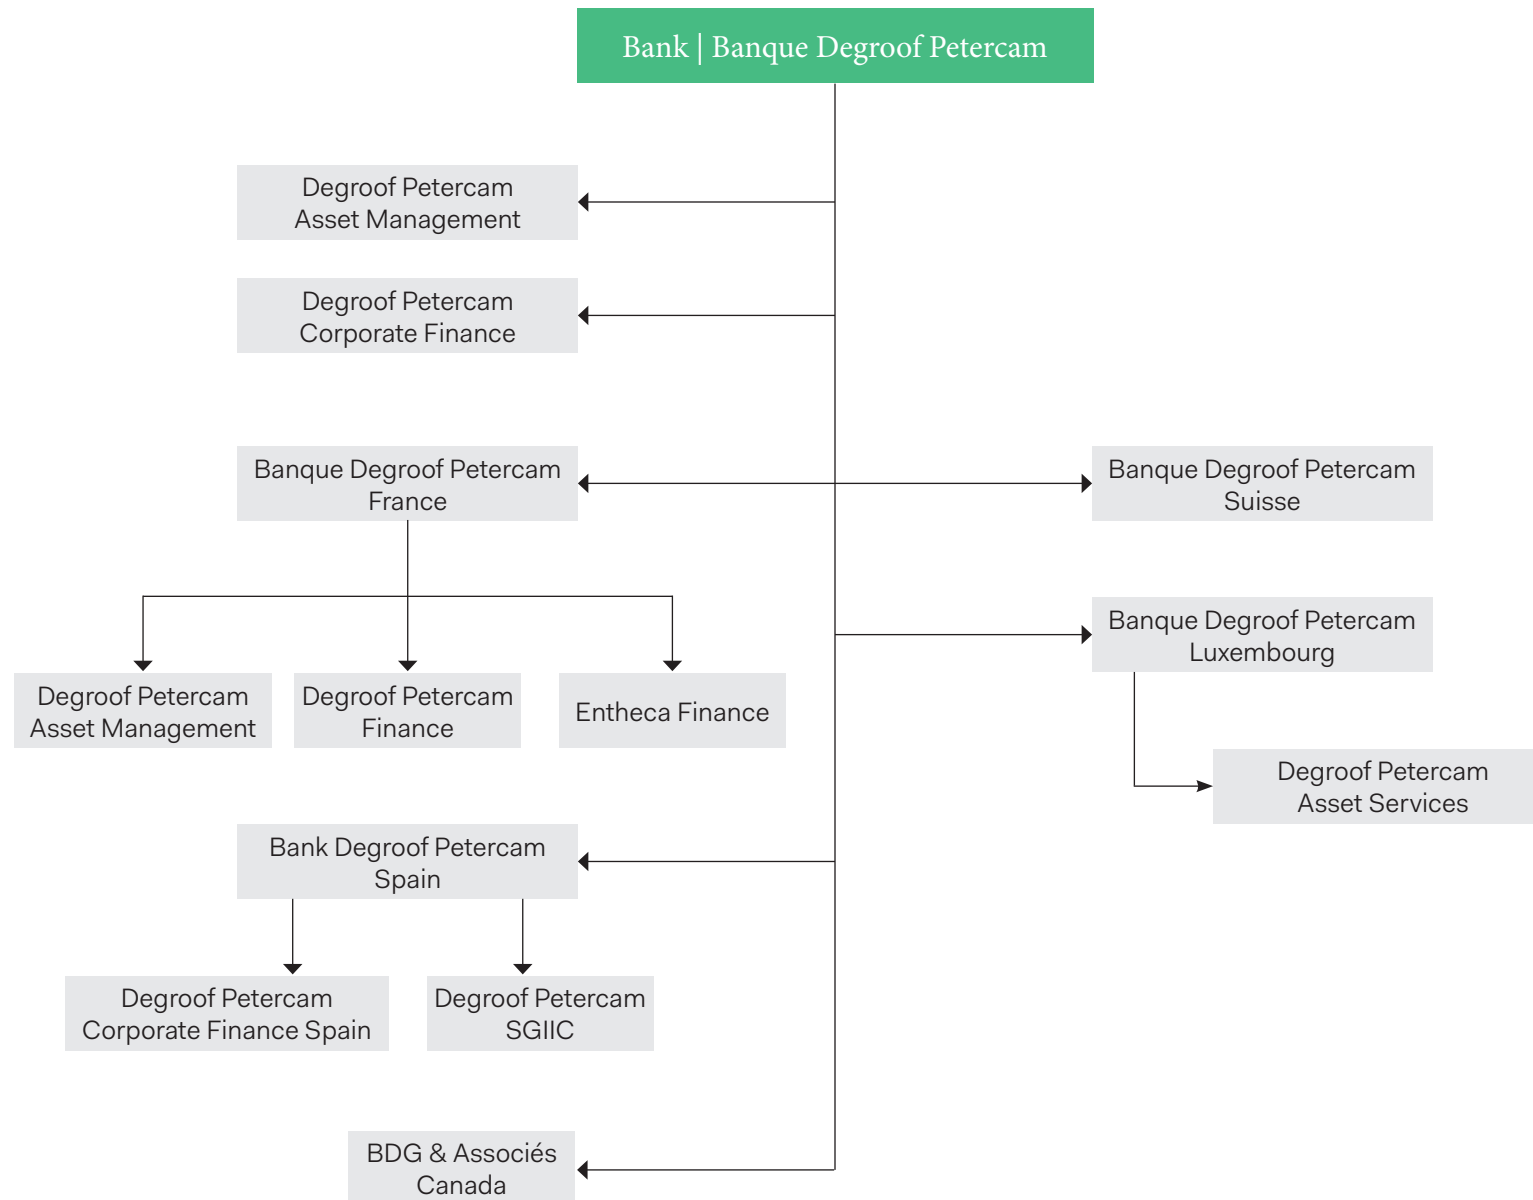 Bank | Banque Degroof Petercam
Degroof Petercam
Asset Management
Degroof Petercam
Corporate Finance
Banque Degroof Petercam
France
Banque Degroof Petercam
Suisse
Banque Degroof Petercam
Luxembourg
Degroof Petercam
Asset Management
Degroof Petercam
Finance
Entheca Finance
Degroof Petercam
Asset Services
Bank Degroof Petercam
Spain
Degroof Petercam
Corporate Finance Spain
Degroof Petercam
SGIIC
BDG & Associés
Canada